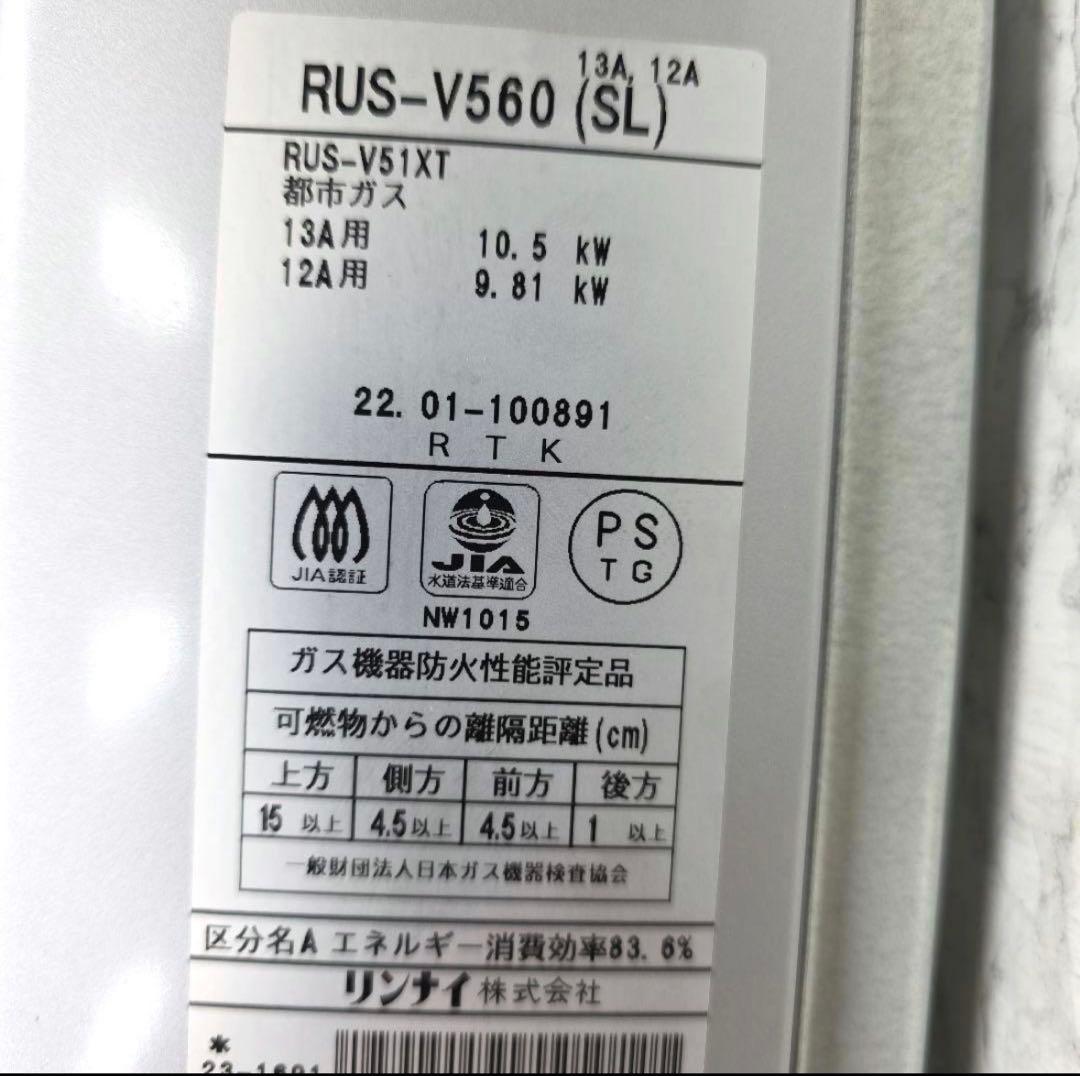 13A, 12A
RUS-V560 (SL)
RUS-V51XT
都市ガス
13A用 10.5 kW
12A用 9.81 kW
22. 01-100891
R T K
JIA認証
JIA
水道法基準適合
PS
TG
NW1015
ガス機器防火性能評定品
可燃物からの離隔距離(cm)
上方 側方 前方 後方
15 以上 4.5以上 4.5以上 1 以上
一般財団法人日本ガス機器検査協会
区分名A エネルギー消費効率83.6%
リンナイ株式会社
*